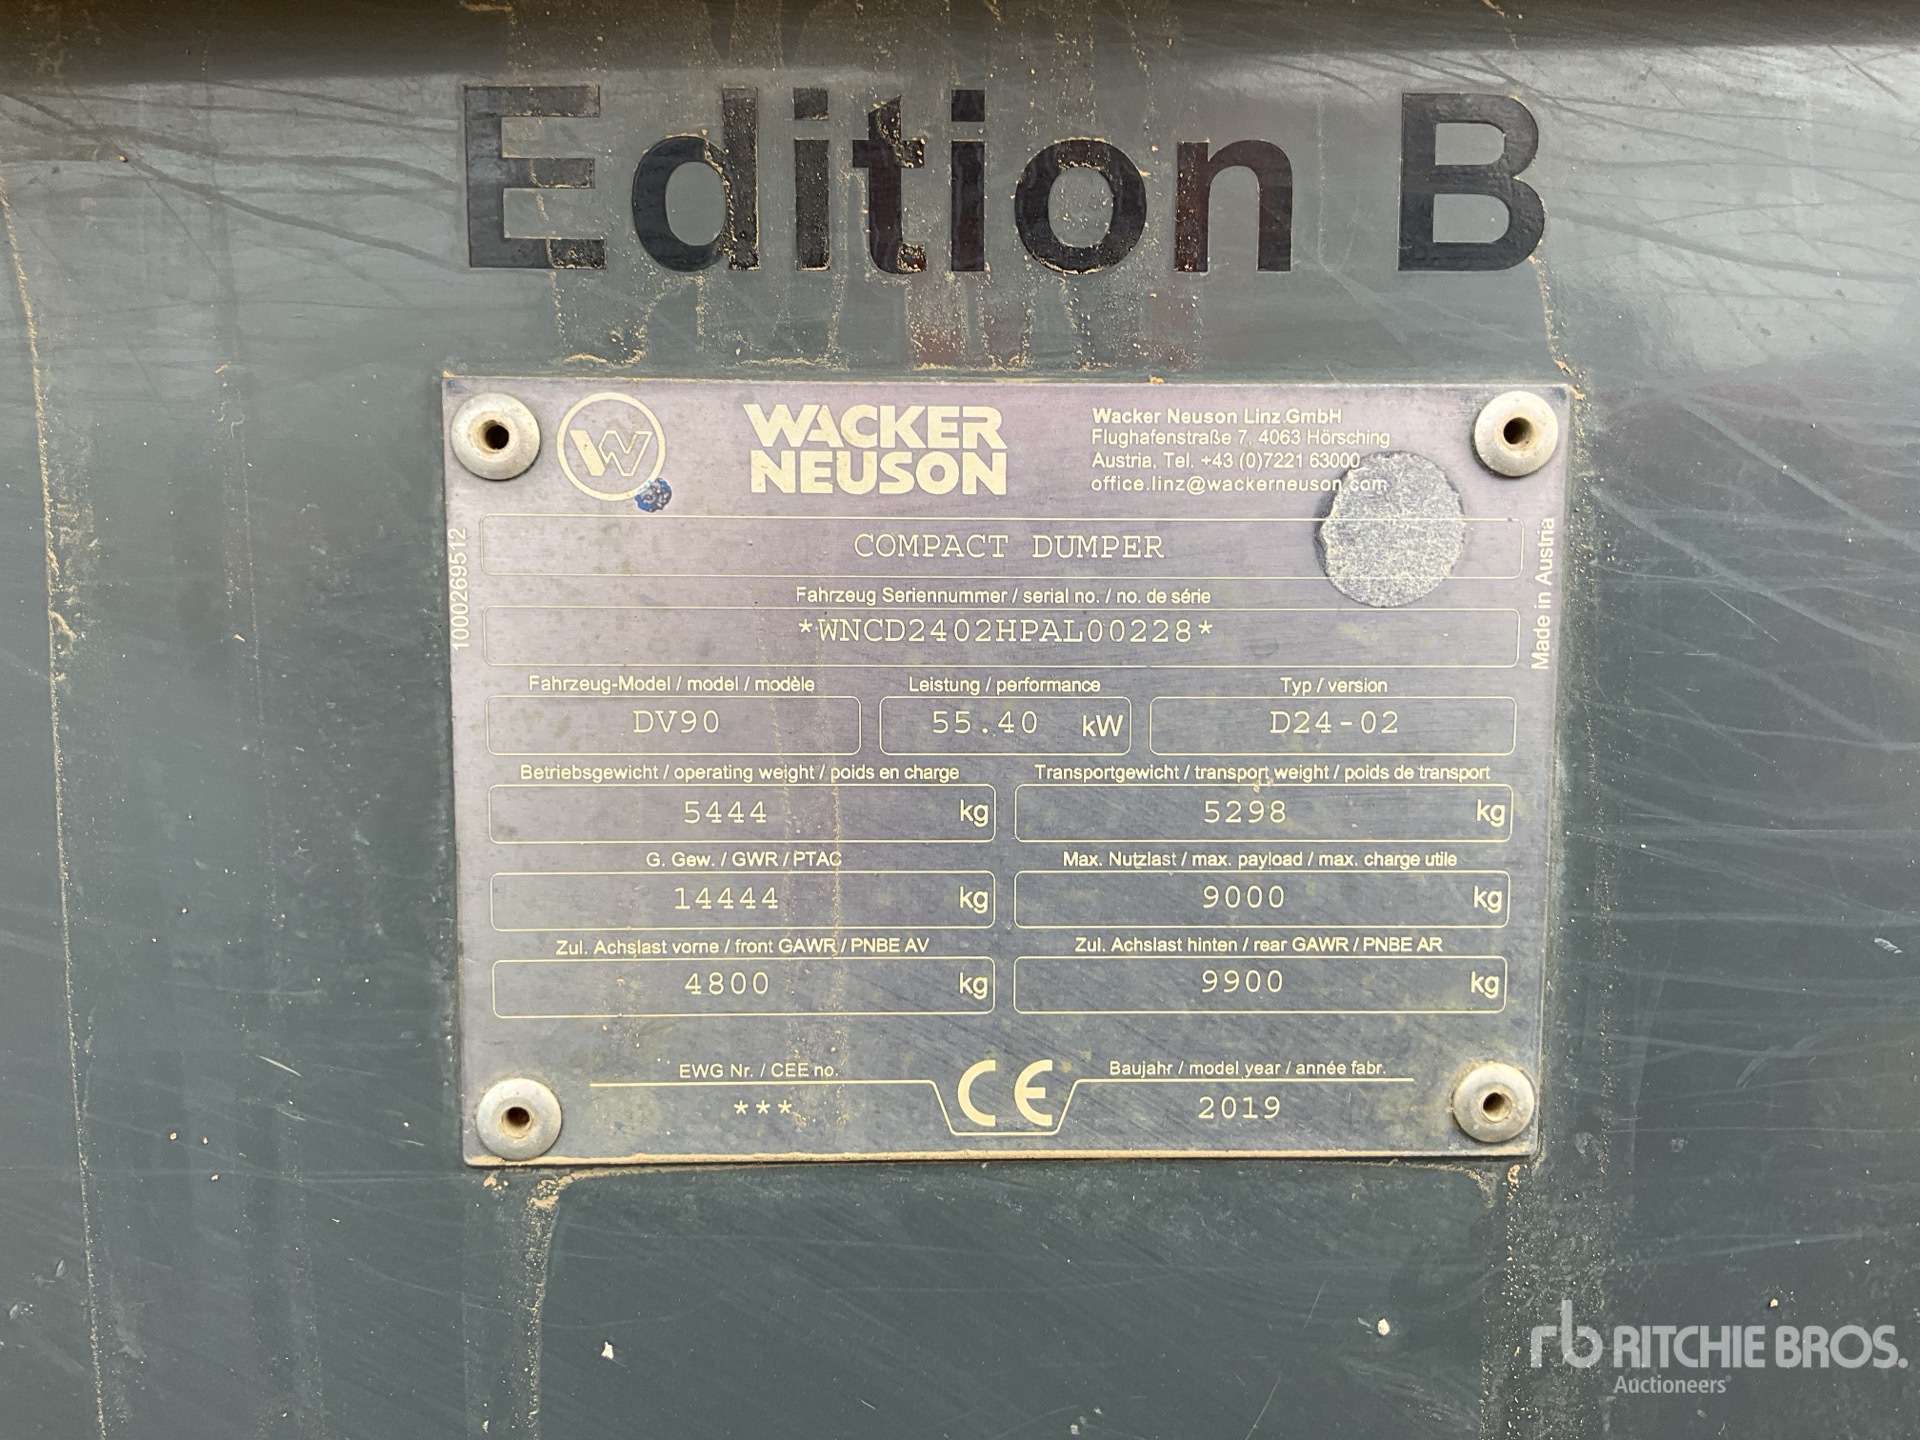 Edition B
W
WACKER
NEUSON
Wacker Neuson Linz GmbH
Flughafenstraße 7, 4063 Hörsching
Austria, Tel. +43 (0)7221 63000
office.linz@wackerneuson.com
1000269512
COMPACT DUMPER
Made in Austria
Fahrzeug Seriennummer / serial no. / no. de série
*WNCD2402HPAL00228*
Fahrzeug-Model / model / modèle Leistung / performance Typ / version
DV90 55.40 kW D24-02
Betriebsgewicht / operating weight / poids en charge Transportgewicht / transport weight / poids de transport
5444 kg 5298 kg
G. Gew. / GWR / PTAC Max. Nutzlast / max. payload / max. charge utile
14444 kg 9000 kg
Zul. Achslast vorne / front GAWR / PNBE AV Zul. Achslast hinten / rear GAWR / PNBE AR
4800 kg 9900 kg
EWG Nr. / CEE no. CE Baujahr / model year / année fabr.
*** 2019
rb RITCHIE BROS.
Auctioneers